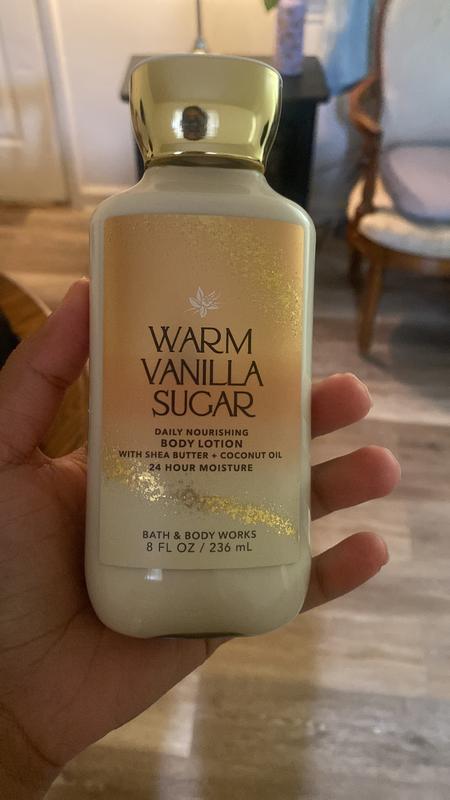 WARM
VANILLA
SUGAR
DAILY NOURISHING
BODY LOTION
WITH SHEA BUTTER + COCONUT OIL
24 HOUR MOISTURE
BATH & BODY WORKS
8 FL OZ / 236 mL